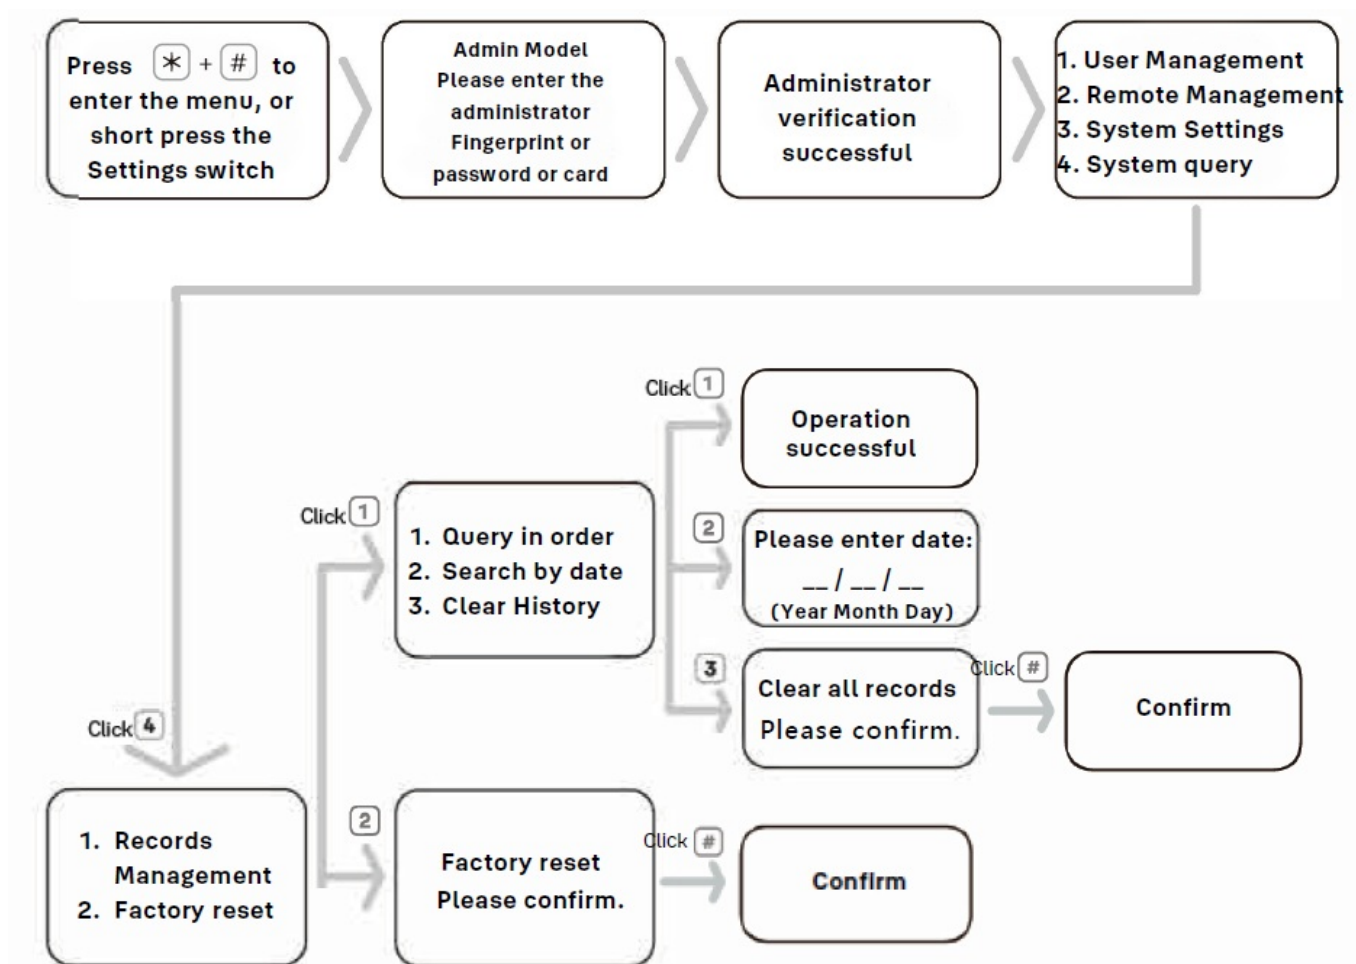 Press * + # to
enter the menu, or
short press the
Settings switch
Admin Model
Please enter the
administrator
Fingerprint or
password or card
Administrator
verification
successful
1. User Management
2. Remote Management
3. System Settings
4. System query
Click 4
1. Records
Management
2. Factory reset
Click 1
1. Query in order
2. Search by date
3. Clear History
Click 1
Operation
successful
2
Please enter date:
__ / __ / __
(Year Month Day)
3
Clear all records
Please confirm.
Click #
Confirm
2
Factory reset
Please confirm.
Click #
Confirm